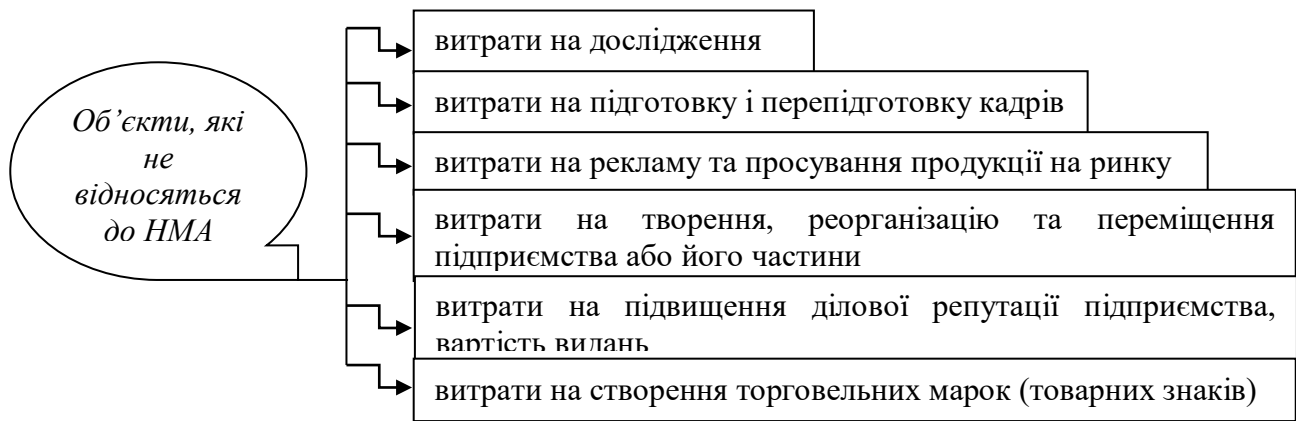 витрати на дослідження
витрати на підготовку і перепідготовку кадрів
Об’єкти, які
не
відносяться
до НМА
витрати на рекламу та просування продукції на ринку
витрати на творення, реорганізацію та переміщення
підприємства або його частини
витрати на підвищення ділової репутації підприємства,
вартість видань
витрати на створення торговельних марок (товарних знаків)